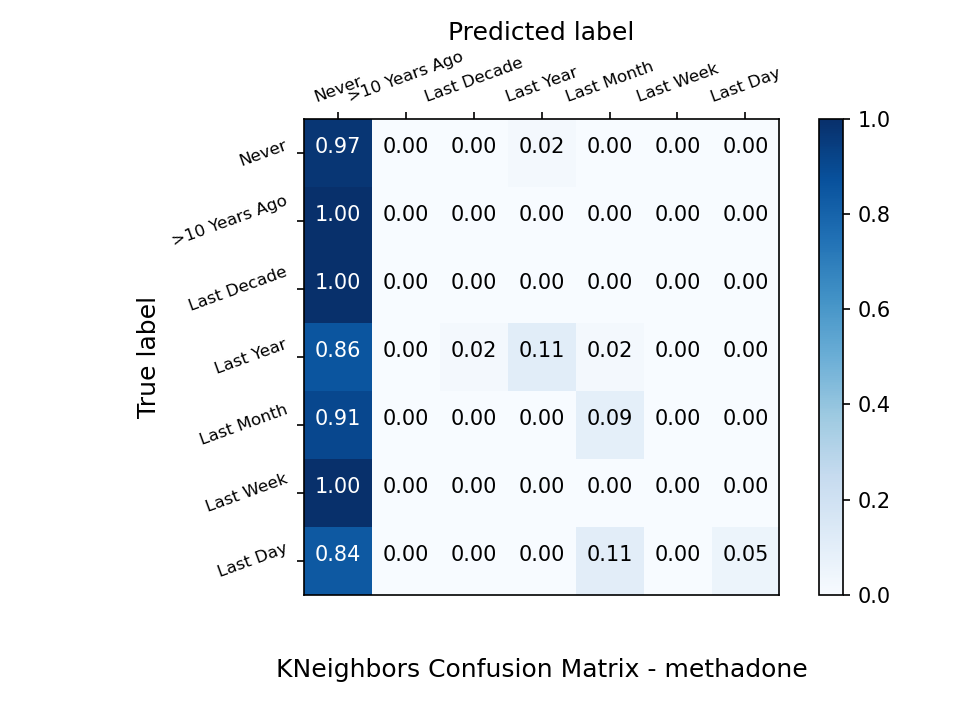 Predicted label
Never >10 Years Ago Last Decade Last Year Last Month Last Week Last Day
Never 0.97 0.00 0.00 0.02 0.00 0.00 0.00
>10 Years Ago 1.00 0.00 0.00 0.00 0.00 0.00 0.00
Last Decade 1.00 0.00 0.00 0.00 0.00 0.00 0.00
Last Year 0.86 0.00 0.02 0.11 0.02 0.00 0.00
Last Month 0.91 0.00 0.00 0.00 0.09 0.00 0.00
Last Week 1.00 0.00 0.00 0.00 0.00 0.00 0.00
Last Day 0.84 0.00 0.00 0.00 0.11 0.00 0.05
True label
1.0
0.8
0.6
0.4
0.2
0.0
KNeighbors Confusion Matrix - methadone